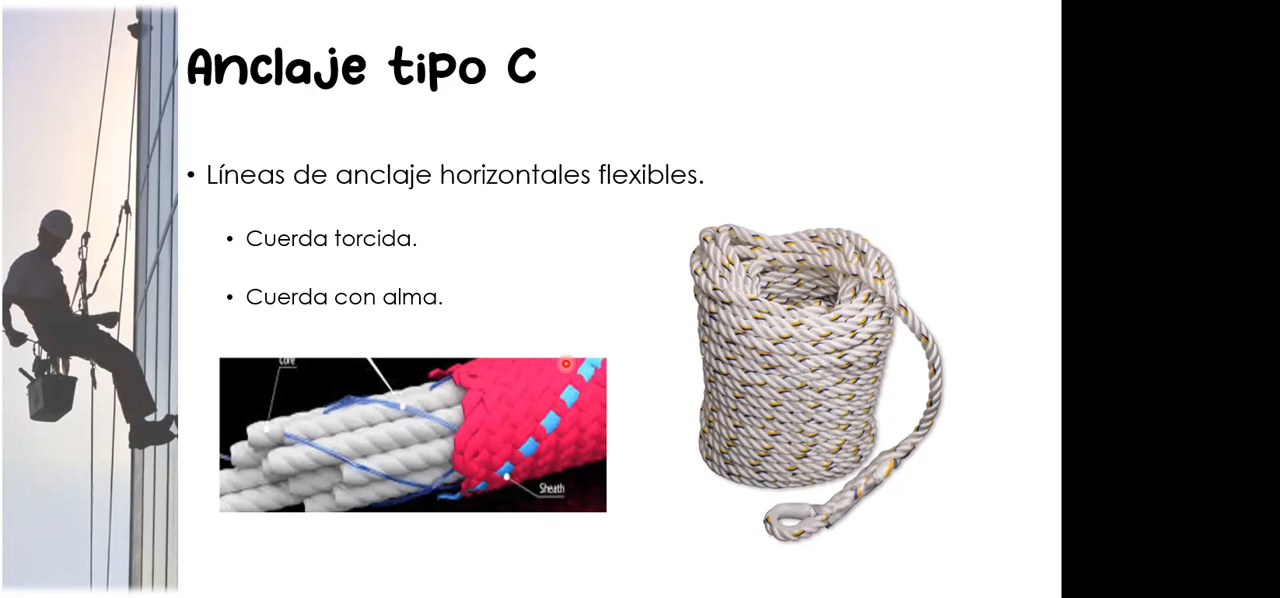 Anclaje tipo C
• Líneas de anclaje horizontales flexibles.
• Cuerda torcida.
• Cuerda con alma.
Core
Sheath